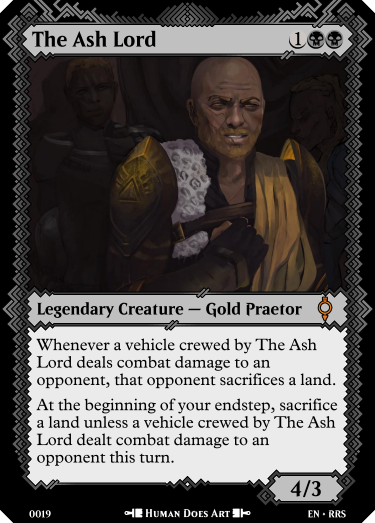 The Ash Lord 1
Legendary Creature — Gold Praetor
Whenever a vehicle crewed by The Ash
Lord deals combat damage to an
opponent, that opponent sacrifices a land.
At the beginning of your endstep, sacrifice
a land unless a vehicle crewed by The Ash
Lord dealt combat damage to an
opponent this turn.
4/3
0019 Human Does Art EN • RRS